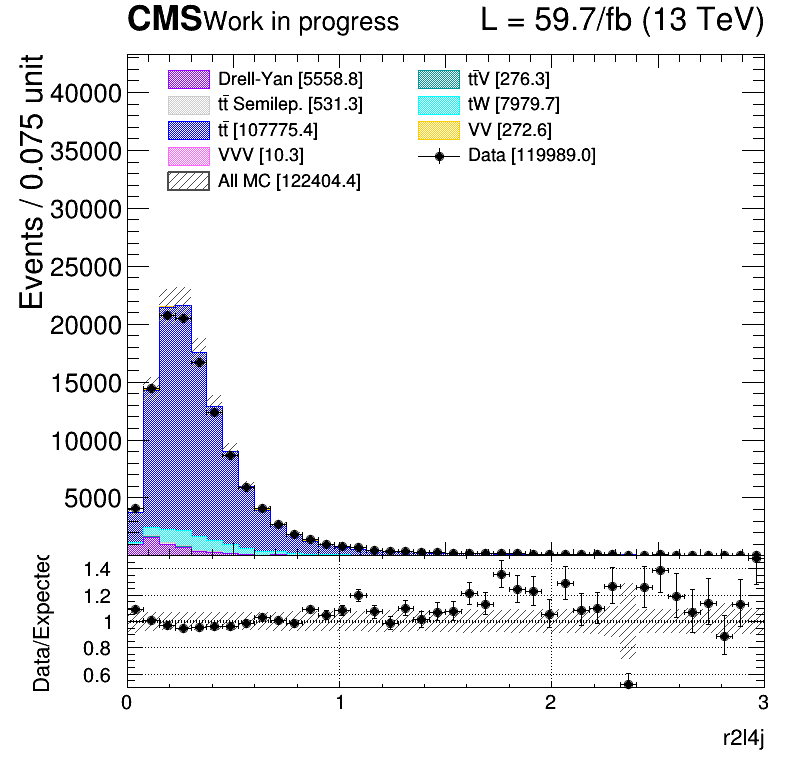 CMS Work in progress L = 59.7/fb (13 TeV)
Events / 0.075 unit
40000
35000
30000
25000
20000
15000
10000
5000
Drell-Yan [5558.8]
tt̄ Semilep. [531.3]
tt̄ [107775.4]
VVV [10.3]
All MC [122404.4]
tt̄V [276.3]
tW [7979.7]
VV [272.6]
Data [119989.0]
Data/Expected
1.4
1.2
1
0.8
0.6
0 1 2 3
r2l4j